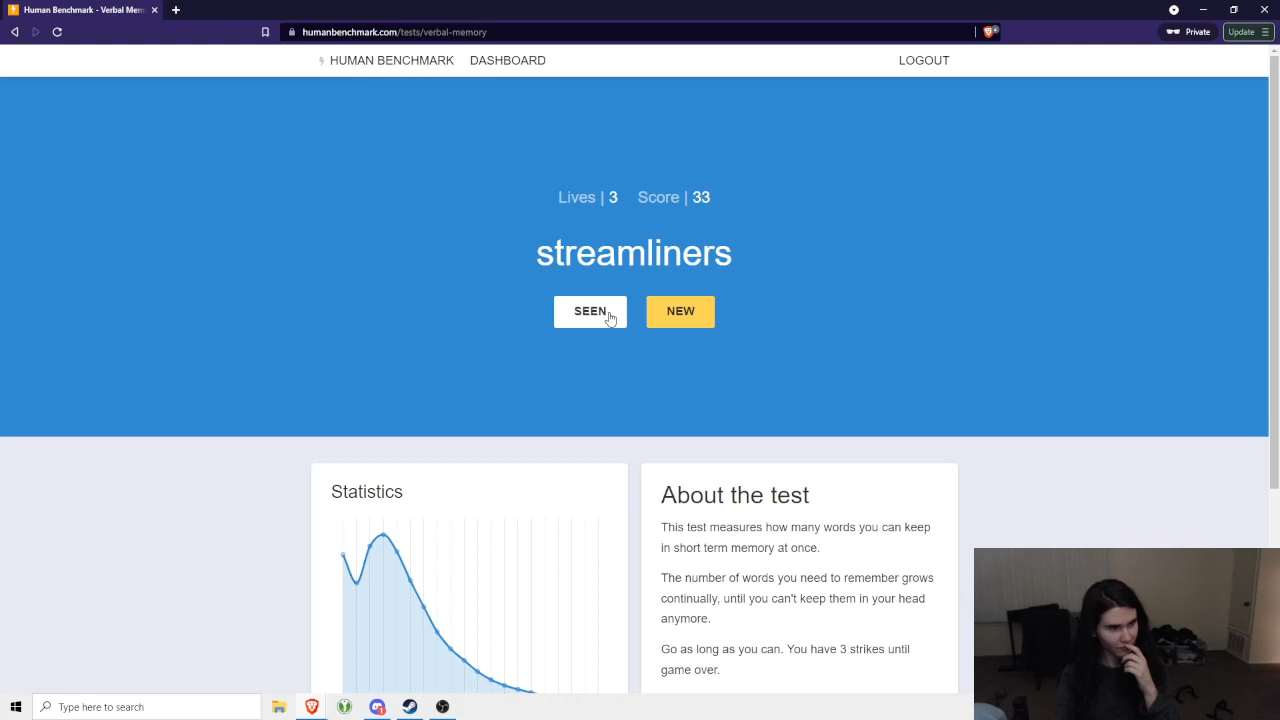 Human Benchmark - Verbal Mem
humanbenchmark.com/tests/verbal-memory
4
Private
Update
HUMAN BENCHMARK
DASHBOARD
LOGOUT
Lives | 3
Score | 33
streamliners
SEEN
NEW
Statistics
About the test
This test measures how many words you can keep
in short term memory at once.
The number of words you need to remember grows
continually, until you can't keep them in your head
anymore.
Go as long as you can. You have 3 strikes until
game over.
Type here to search
1